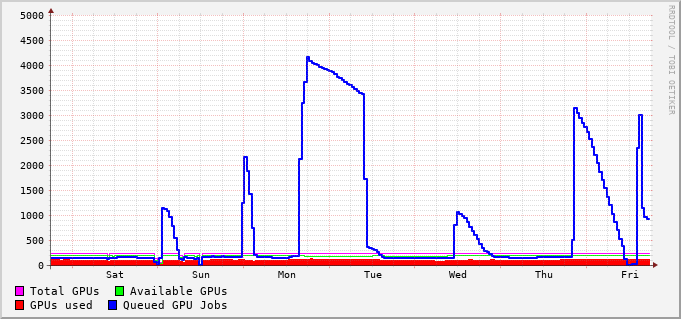 5000
4500
4000
3500
3000
2500
2000
1500
1000
500
0
Sat Sun Mon Tue Wed Thu Fri
Total GPUs Available GPUs
GPUs used Queued GPU Jobs
RRDTOOL / TOBI OETIKER